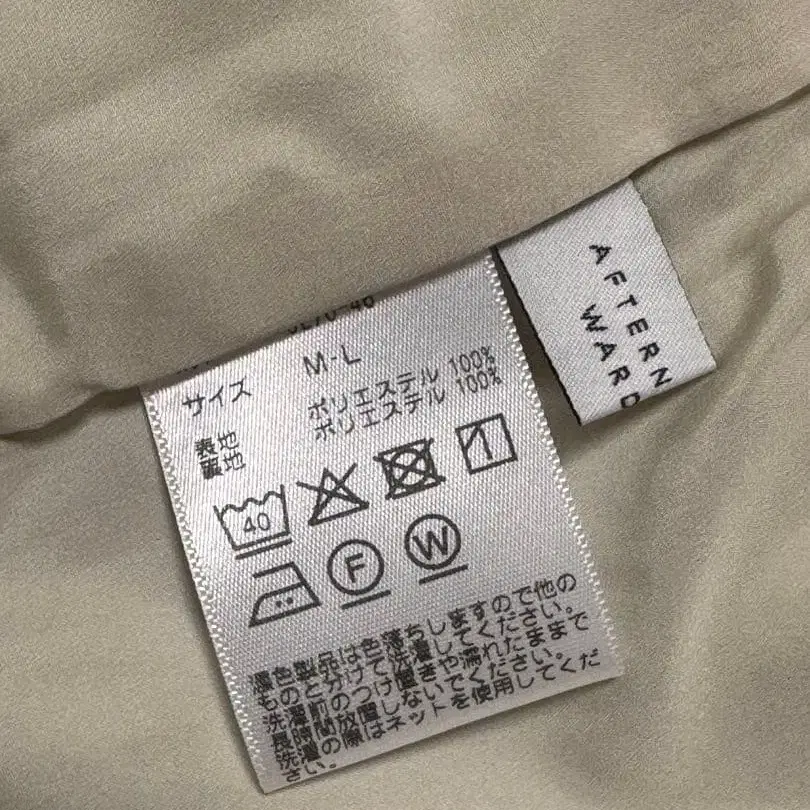 サイズ M-L
表地 ポリエステル 100%
裏地 ポリエステル 100%
40
F W
濃色製品は色落ちしますので他の
ものと分けて洗濯してください。
洗濯前のつけ置きや濡れたままで
長時間放置しないでください。
洗濯の際はネットを使用してくだ
さい。
AFTERN
WARD